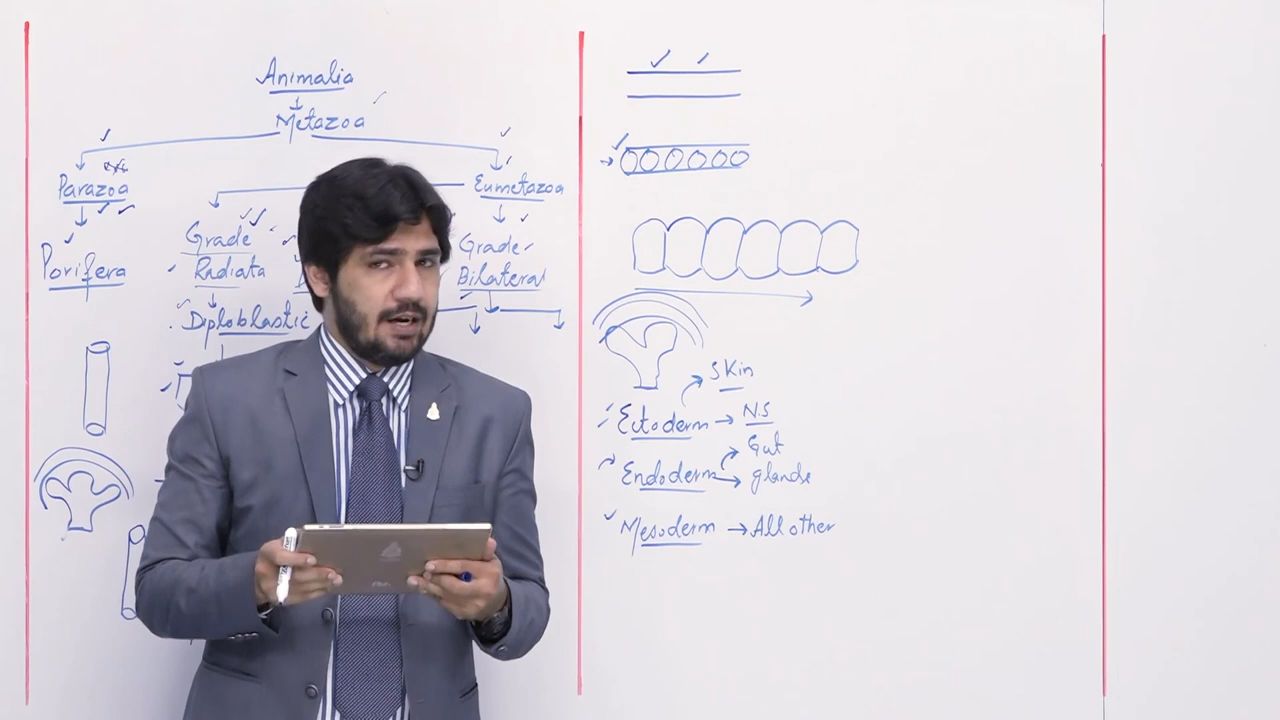 Animalia
Metazoa
Parazoa
Eumetazoa
Porifera
Grade
Radiata
Grade
Bilateral
Diploblastic
Skin
Ectoderm → N.S
Gut
Endoderm → glands
Mesoderm → All other